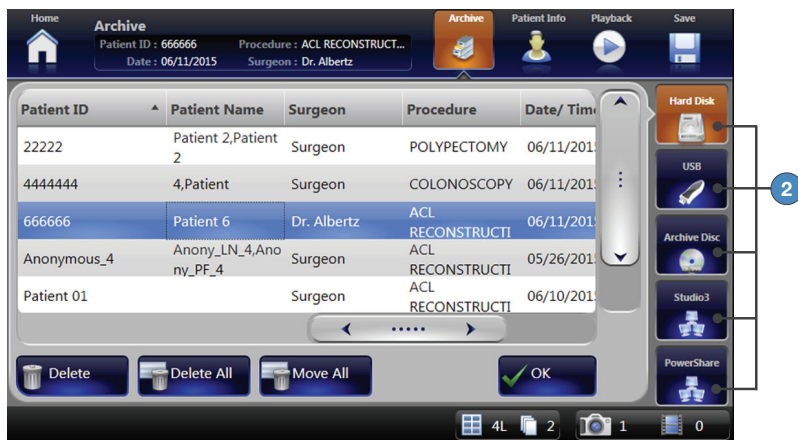 Home
Archive
Patient ID : 666666 Procedure : ACL RECONSTRUCT...
Date : 06/11/2015 Surgeon : Dr. Albertz
Archive
Patient Info
Playback
Save
Patient ID Patient Name Surgeon Procedure Date/ Time
22222 Patient 2,Patient 2 Surgeon POLYPECTOMY 06/11/201
4444444 4,Patient Surgeon COLONOSCOPY 06/11/201
666666 Patient 6 Dr. Albertz ACL RECONSTRUCTI 06/11/201
Anonymous_4 Anony_LN_4,Ano ny_PF_4 Surgeon ACL RECONSTRUCTI 05/26/201
Patient 01 Surgeon ACL RECONSTRUCTI 06/10/201
Hard Disk
USB
2
Archive Disc
Studio3
PowerShare
Delete
Delete All
Move All
OK
4L 2 1 0